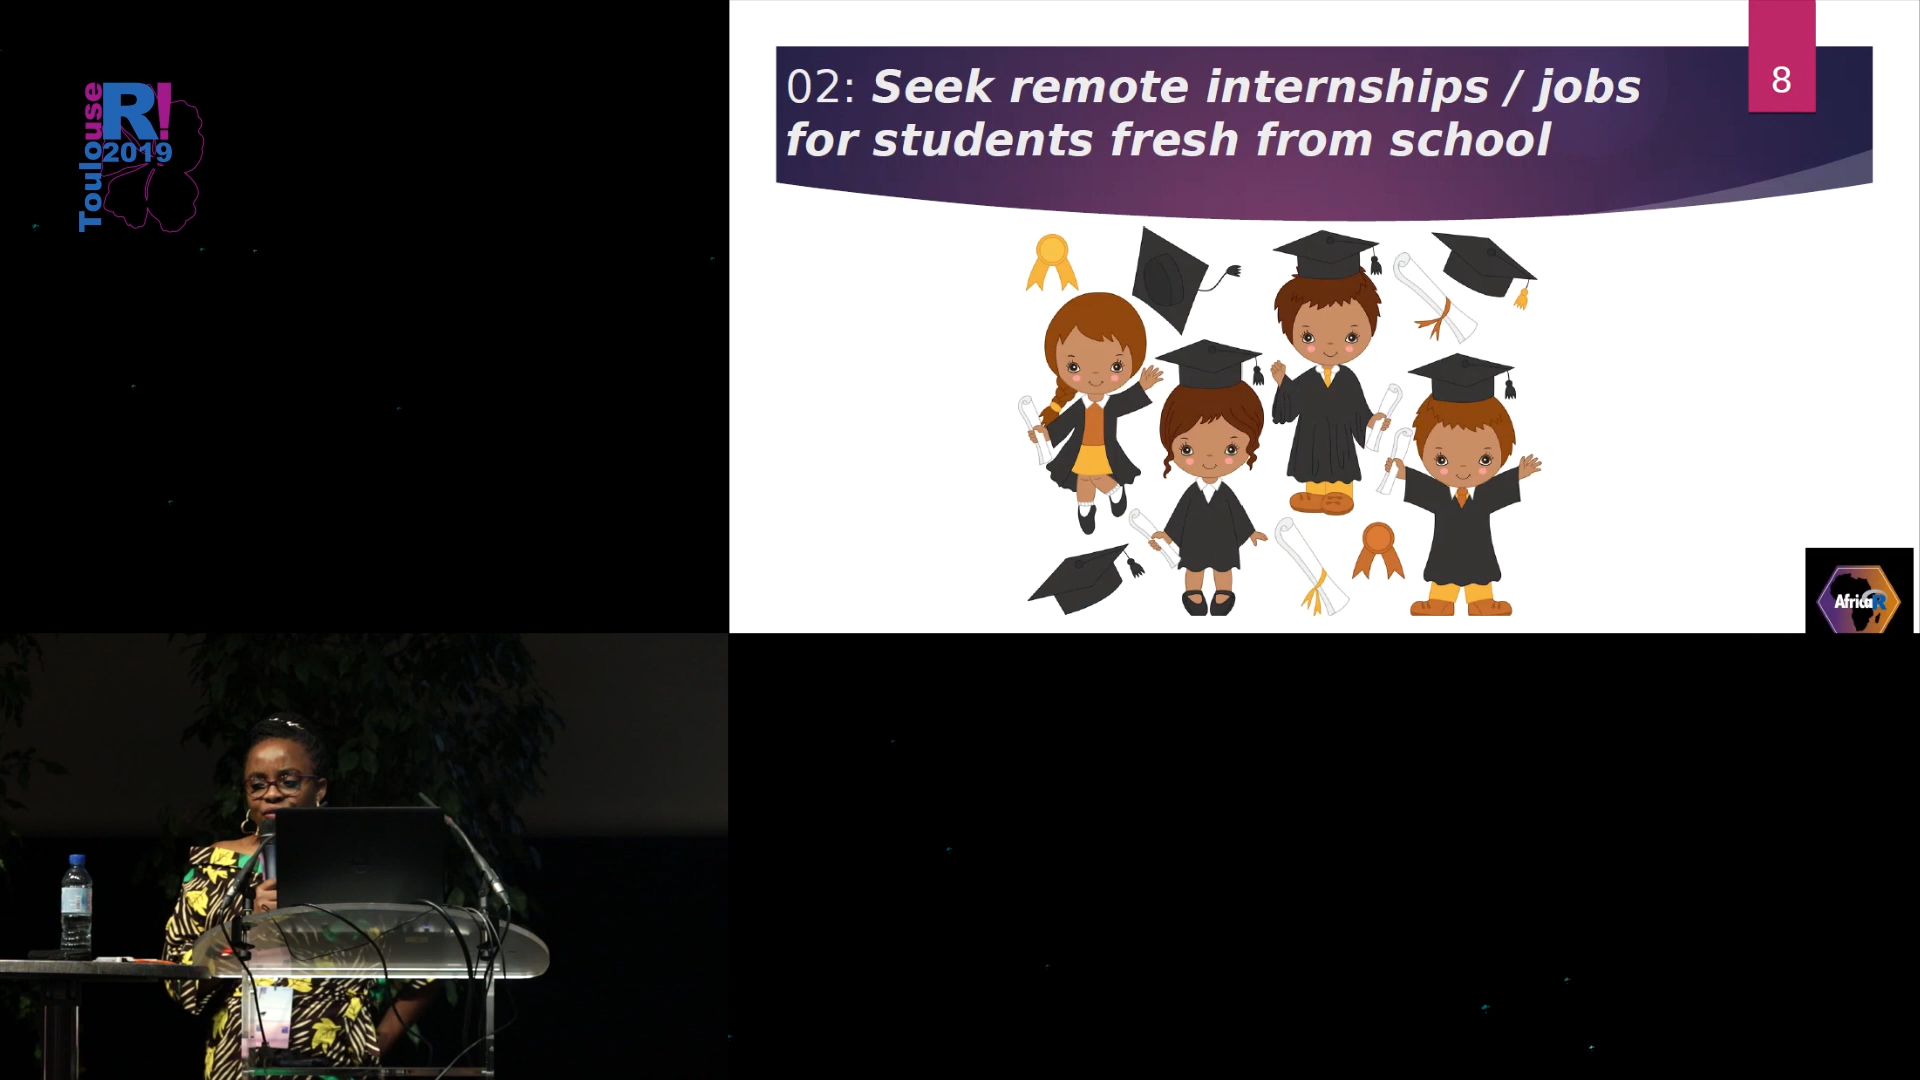 Toulouse
R!
2019
8
02: Seek remote internships / jobs
for students fresh from school
AfricaR